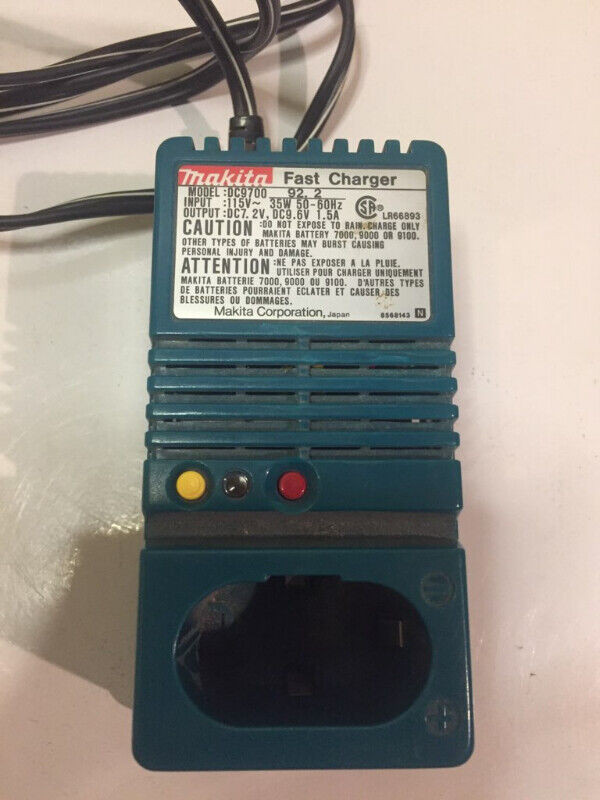 makita Fast Charger
MODEL :DC9700 92. 2
INPUT :115V~ 35W 50-60Hz
OUTPUT :DC7. 2V, DC9. 6V 1. 5A
SA LR66893
CAUTION :DO NOT EXPOSE TO RAIN. CHARGE ONLY
MAKITA BATTERY 7000, 9000 OR 9100.
OTHER TYPES OF BATTERIES MAY BURST CAUSING
PERSONAL INJURY AND DAMAGE.
ATTENTION :NE PAS EXPOSER A LA PLUIE.
UTILISER POUR CHARGER UNIQUEMENT
MAKITA BATTERIE 7000, 9000 OU 9100. D'AUTRES TYPES
DE BATTERIES POURRAIENT ECLATER ET CAUSER DES
BLESSURES OU DOMMAGES.
Makita Corporation, Japan 8568143 N
- 
+